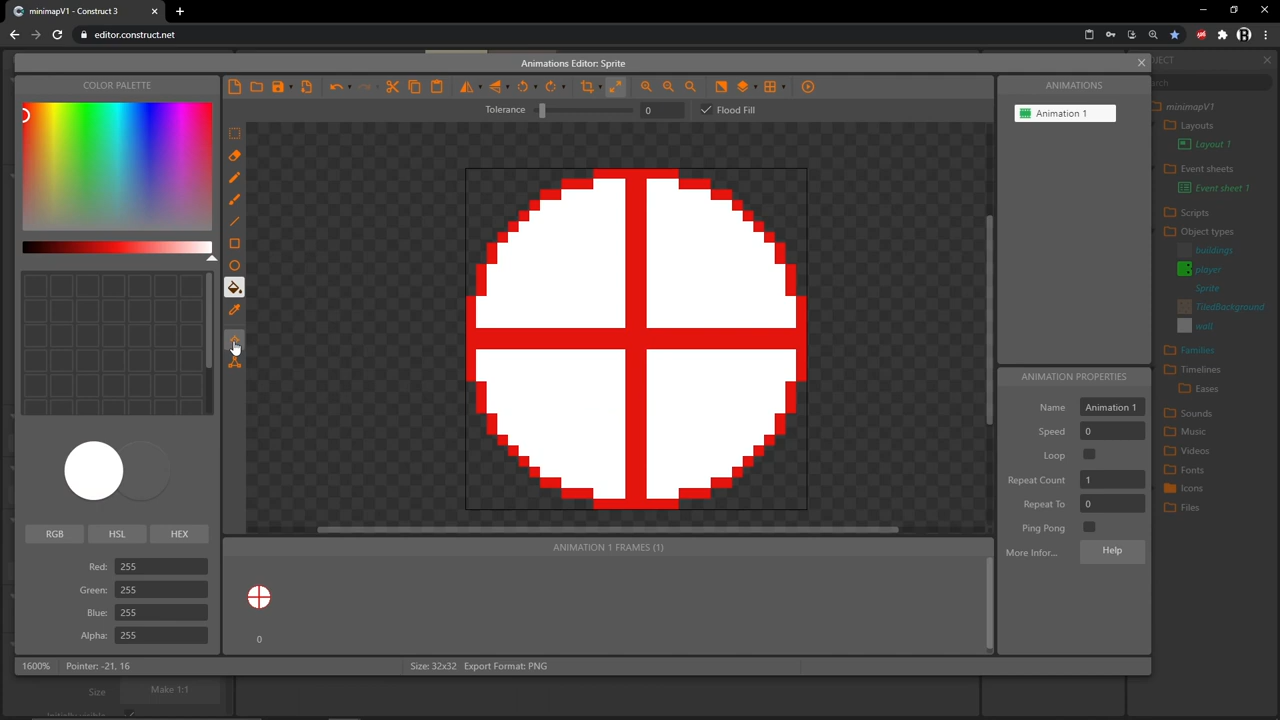 minimapV1 - Construct 3
editor.construct.net
Animations Editor: Sprite
COLOR PALETTE
Tolerance 0 Flood Fill
RGB HSL HEX
Red: 255
Green: 255
Blue: 255
Alpha: 255
ANIMATION 1 FRAMES (1)
0
ANIMATIONS
Animation 1
ANIMATION PROPERTIES
Name Animation 1
Speed 0
Loop
Repeat Count 1
Repeat To 0
Ping Pong
More Infor... Help
1600% Pointer: -21, 16 Size: 32x32 Export Format: PNG
minimapV1
Layouts
Layout 1
Event sheets
Event sheet 1
Scripts
Object types
buildings
player
Sprite
TiledBackground
wall
Families
Timelines
Eases
Sounds
Music
Videos
Fonts
Icons
Files
Size Make 1:1